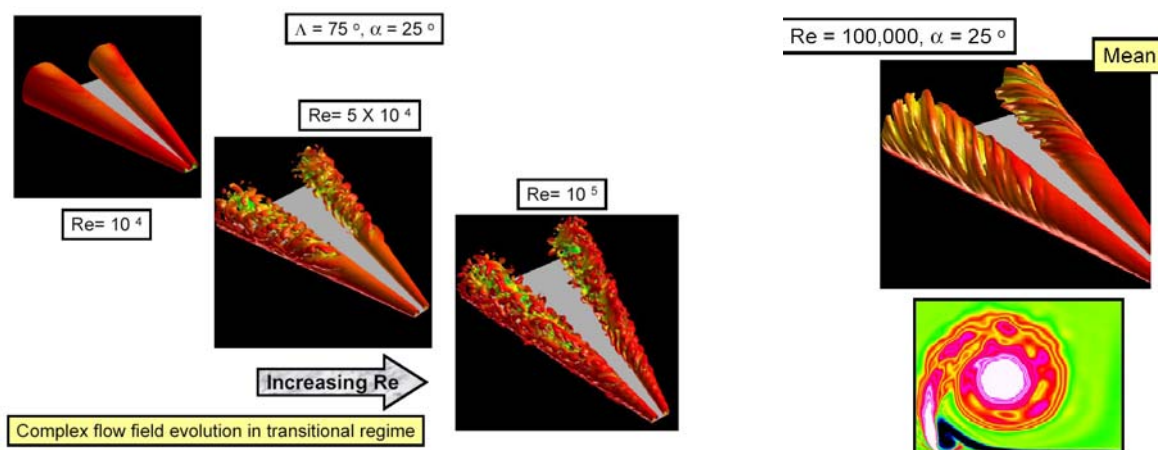 Λ = 75 °, α = 25 °
Re = 100,000, α = 25 °
Mean
Re= 5 X 10 4
Re= 10 5
Re= 10 4
Increasing Re
Complex flow field evolution in transitional regime